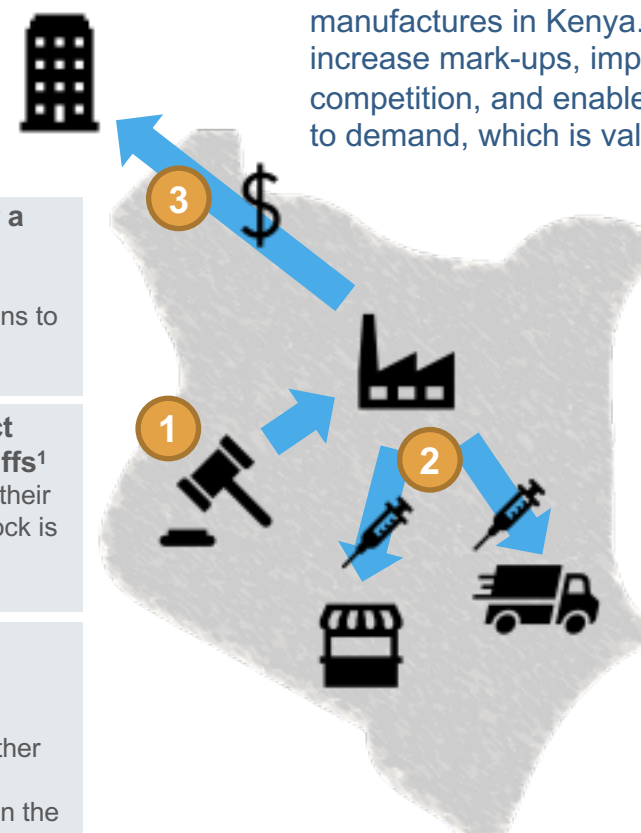 manufactures in Kenya.
increase mark-ups, imp
competition, and enable
to demand, which is val
3
$
a
ns to
1
ct
ffs¹
their
ock is
2
ther
n the